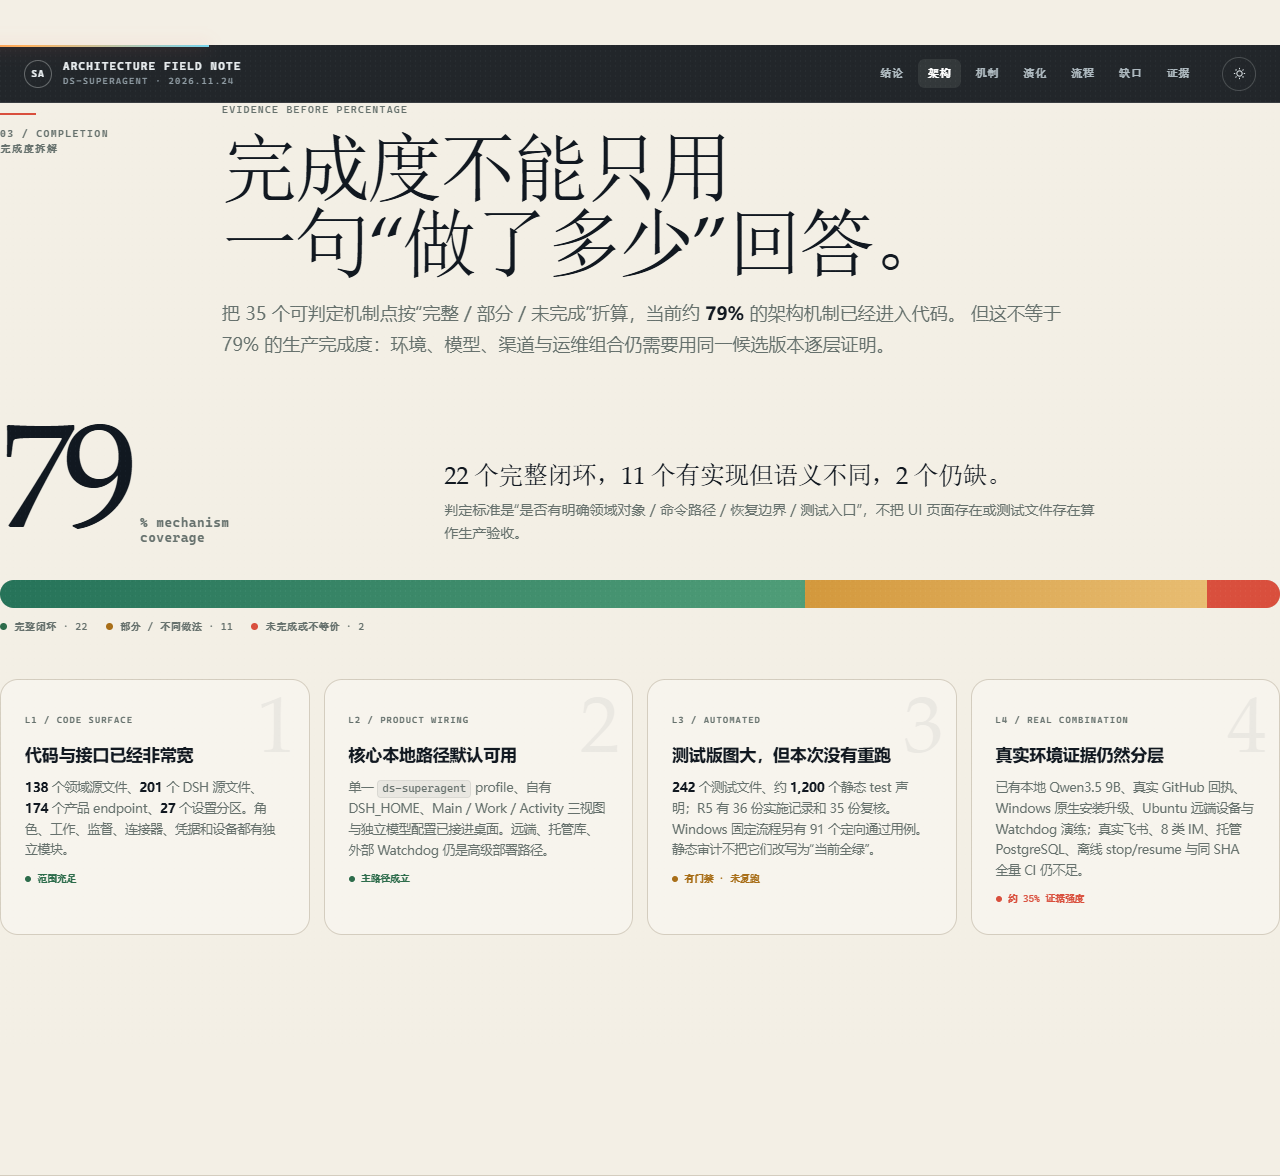 SA
ARCHITECTURE FIELD NOTE
DS-SUPERAGENT · 2026.11.24
结论 架构 机制 演化 流程 缺口 证据
EVIDENCE BEFORE PERCENTAGE
03 / COMPLETION
完成度拆解
完成度不能只用
一句“做了多少”回答。
把 35 个可判定机制点按“完整 / 部分 / 未完成”折算，当前约 79% 的架构机制已经进入代码。 但这不等于
79% 的生产完成度：环境、模型、渠道与运维组合仍需要用同一候选版本逐层证明。
79
% mechanism
coverage
22 个完整闭环，11 个有实现但语义不同，2 个仍缺。
判定标准是“是否有明确领域对象 / 命令路径 / 恢复边界 / 测试入口”，不把 UI 页面存在或测试文件存在算
作生产验收。
完整闭环 · 22 部分 / 不同做法 · 11 未完成或不等价 · 2
1
L1 / CODE SURFACE
代码与接口已经非常宽
138 个领域源文件、201 个 DSH 源文件、
174 个产品 endpoint、27 个设置分区。角
色、工作、监督、连接器、凭据和设备都有独
立模块。
范围充足
2
L2 / PRODUCT WIRING
核心本地路径默认可用
单一 ds-superagent profile、自有
DSH_HOME、Main / Work / Activity 三视图
与独立模型配置已接进桌面。远端、托管库、
外部 Watchdog 仍是高级部署路径。
主路径成立
3
L3 / AUTOMATED
测试版图大，但本次没有重跑
242 个测试文件、约 1,200 个静态 test 声
明；R5 有 36 份实施记录和 35 份复核。
Windows 固定流程另有 91 个定向通过用例。
静态审计不把它们改写为“当前全绿”。
有门禁 · 未复跑
4
L4 / REAL COMBINATION
真实环境证据仍然分层
已有本地 Qwen3.5 9B、真实 GitHub 回执、
Windows 原生安装升级、Ubuntu 远端设备与
Watchdog 演练；真实飞书、8 类 IM、托管
PostgreSQL、离线 stop/resume 与同 SHA
全量 CI 仍不足。
约 35% 证据强度